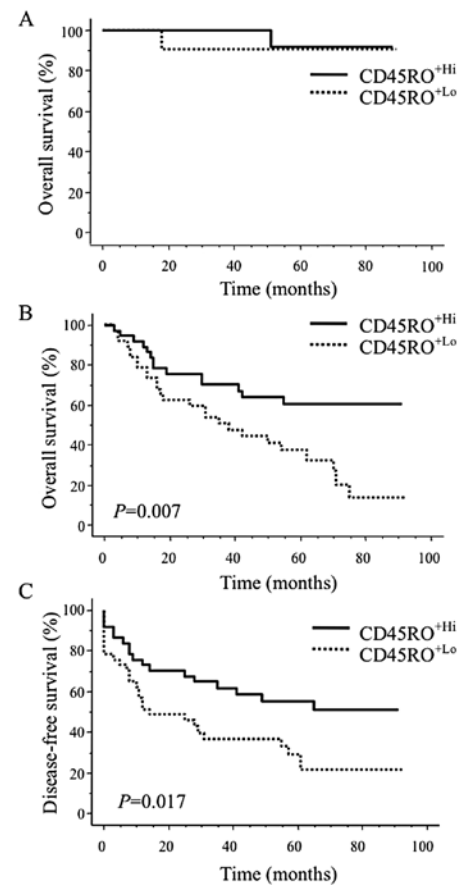 A
Overall survival (%)
100
80
60
40
20
0
CD45RO+Hi
CD45RO+Lo
0 20 40 60 80 100
Time (months)
B
Overall survival (%)
100
80
60
40
20
0
CD45RO+Hi
CD45RO+Lo
P=0.007
0 20 40 60 80 100
Time (months)
C
Disease-free survival (%)
100
80
60
40
20
0
CD45RO+Hi
CD45RO+Lo
P=0.017
0 20 40 60 80 100
Time (months)